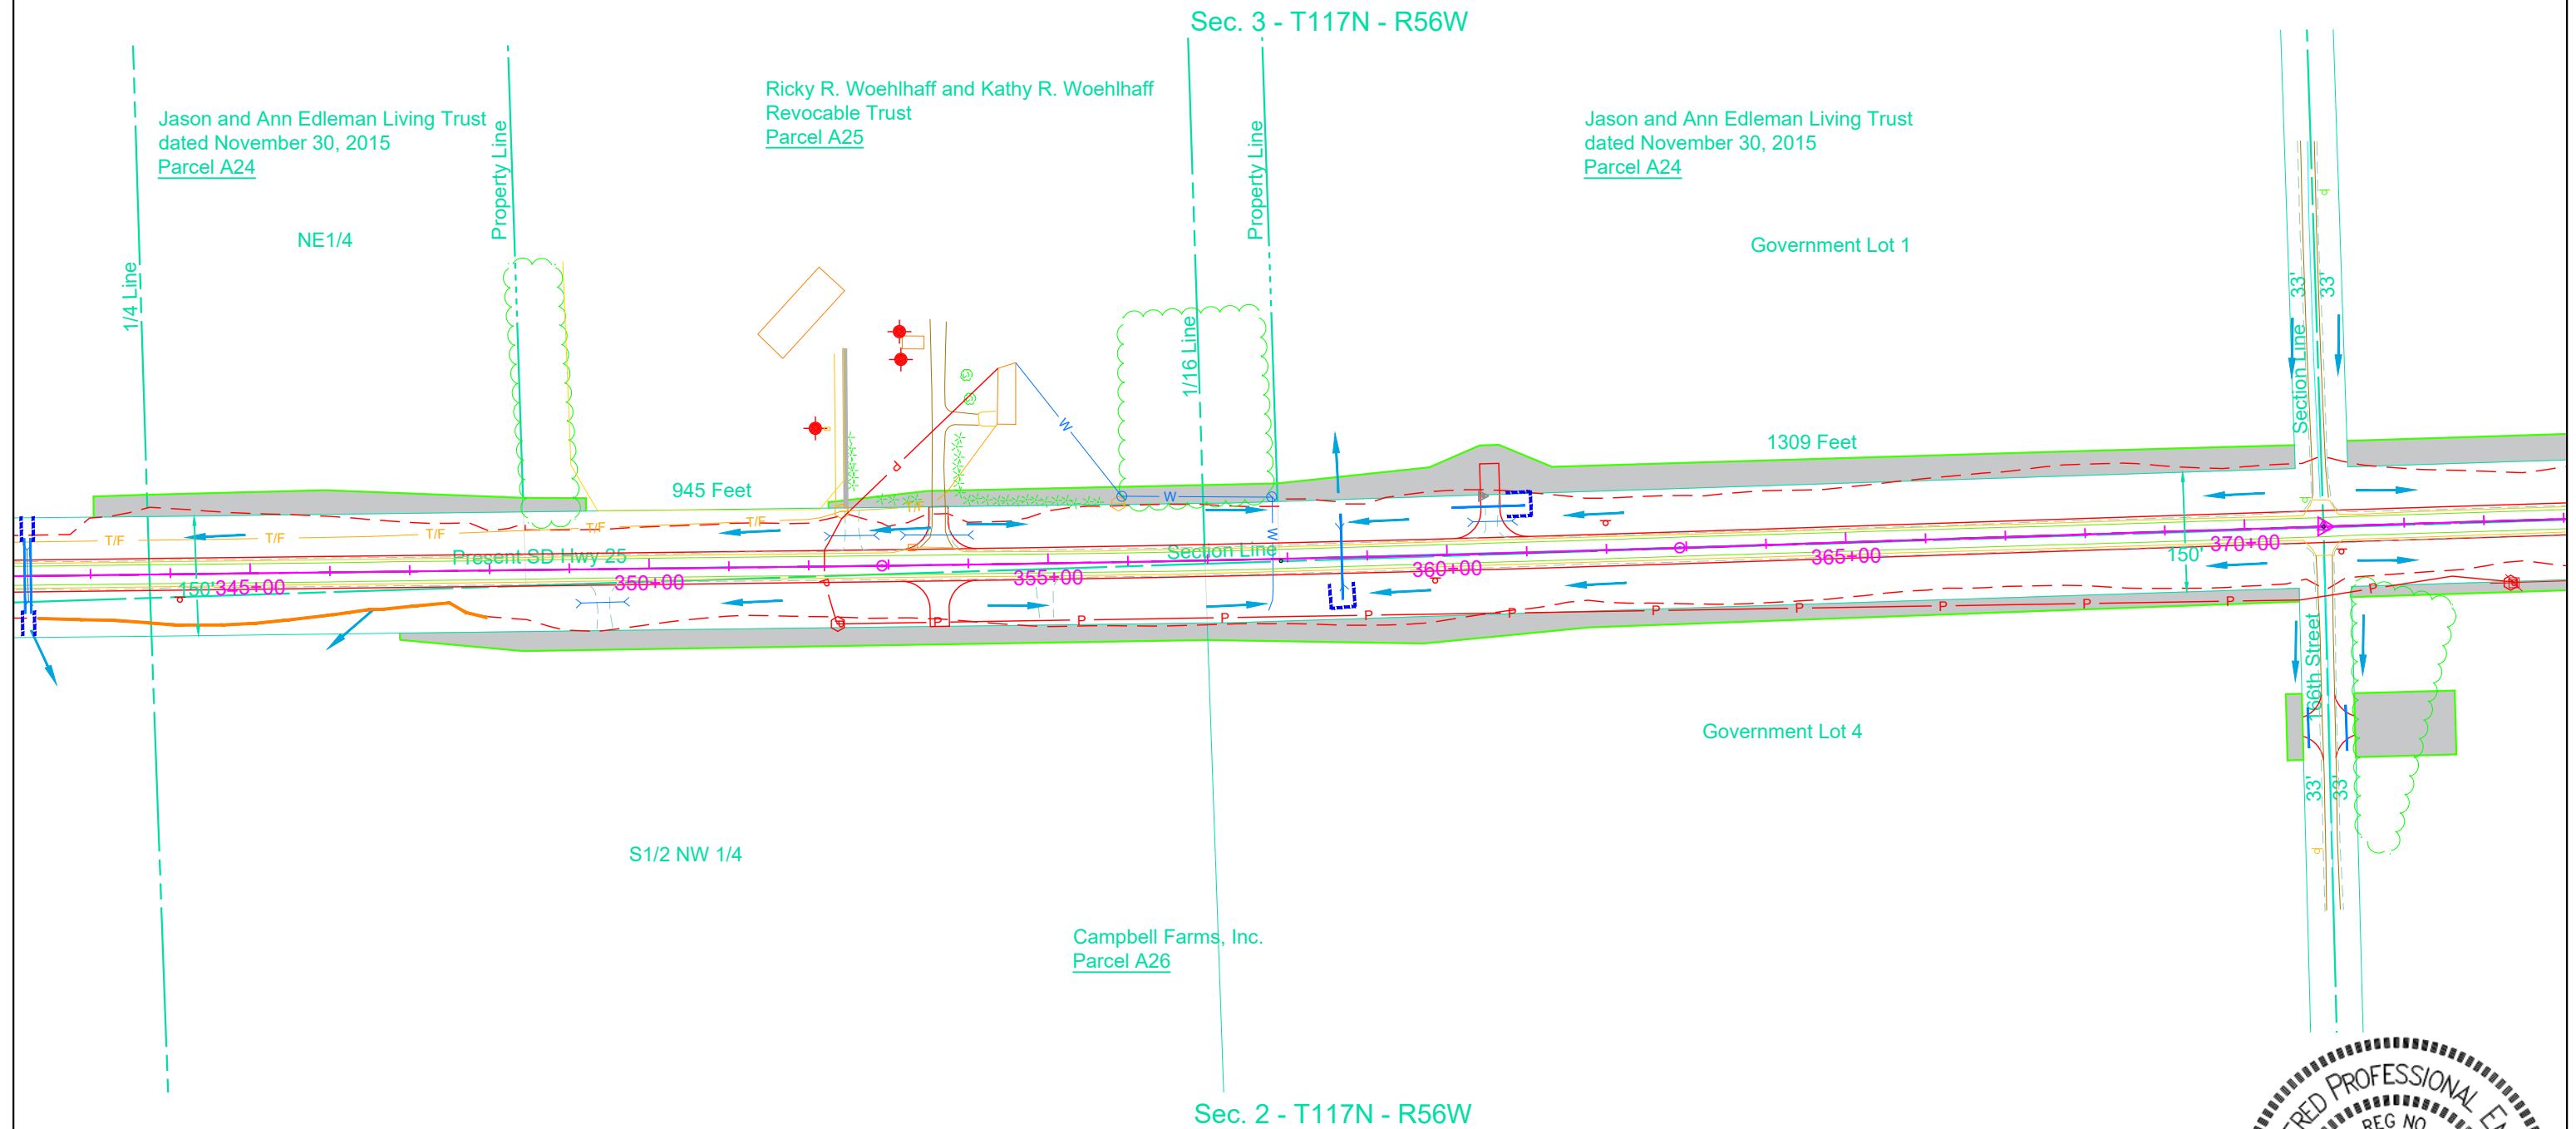 Sec. 3 - T117N - R56W
Jason and Ann Edleman Living Trust
dated November 30, 2015
Parcel A24
Ricky R. Woehlhaff and Kathy R. Woehlhaff
Revocable Trust
Parcel A25
Jason and Ann Edleman Living Trust
dated November 30, 2015
Parcel A24
1/4 Line
Property Line
NE1/4
Property Line
1/16 Line
Government Lot 1
33'
33'
Section Line
945 Feet
1309 Feet
P
W
W
W
T/F
T/F
T/F
T/F
T/F
T/F
Present SD Hwy 25
Section Line
150'
150'
345+00
350+00
355+00
360+00
365+00
370+00
P
P
P
P
P
P
P
P
P
P
P
166th Street
33'
33'
Government Lot 4
S1/2 NW 1/4
Campbell Farms, Inc.
Parcel A26
Sec. 2 - T117N - R56W
PROFESSIONAL
REG NO